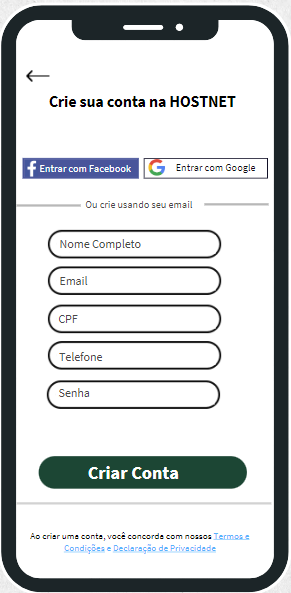 Crie sua conta na HOSTNET
Entrar com Facebook
Entrar com Google
Ou crie usando seu email
Nome Completo
Email
CPF
Telefone
Senha
Criar Conta
Ao criar uma conta, você concorda com nossos Termos e
Condições e Declaração de Privacidade